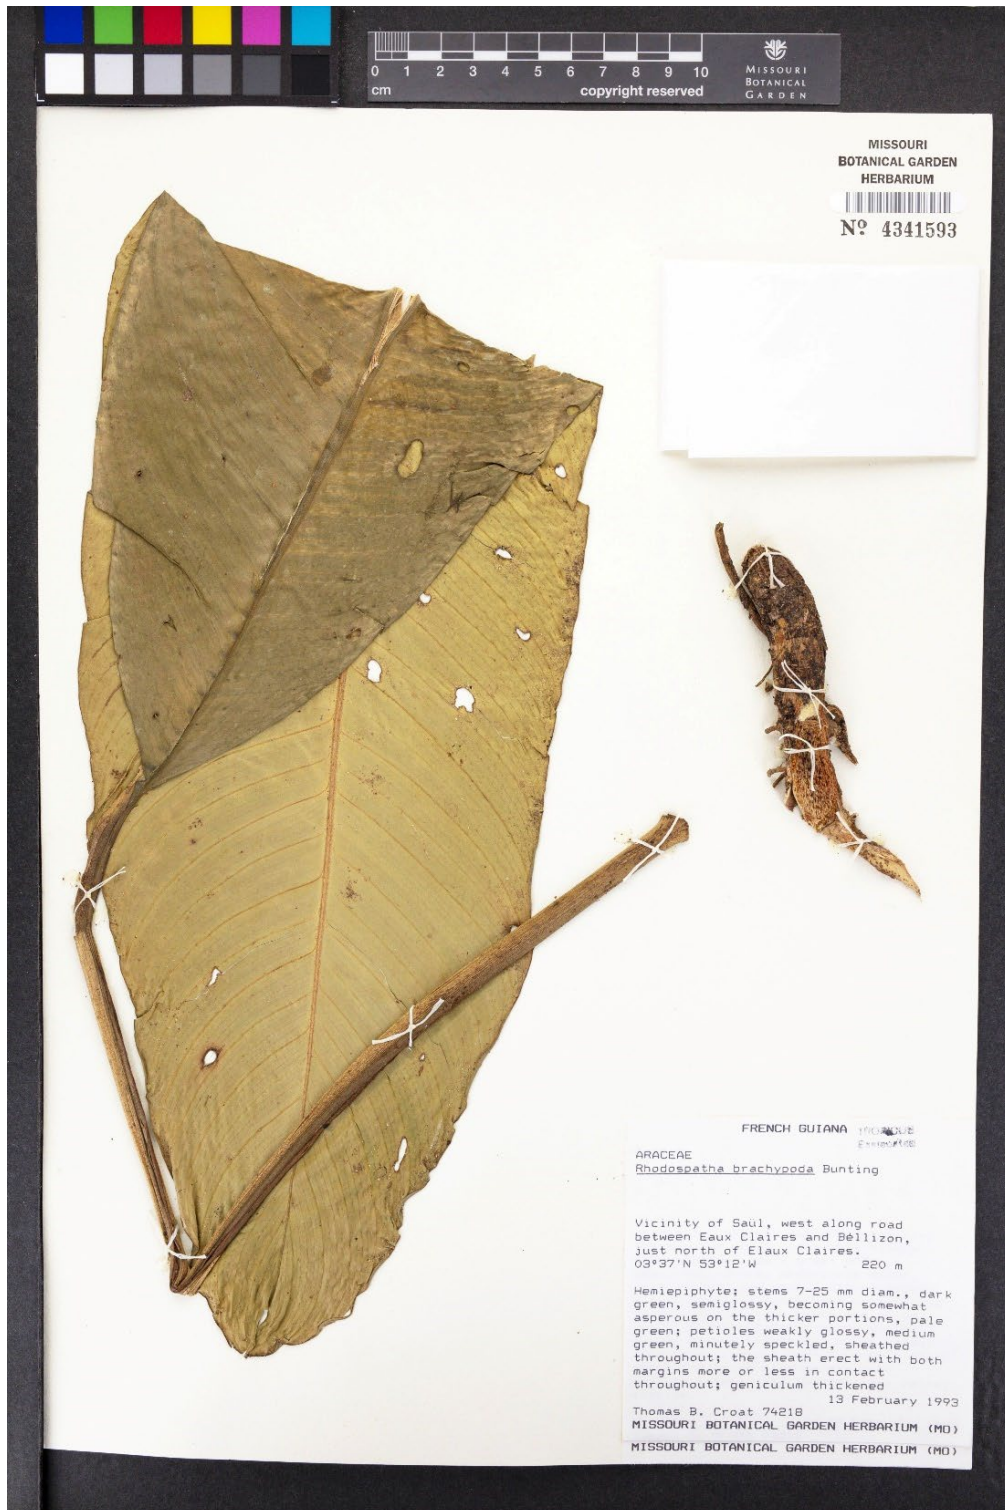 0 1 2 3 4 5 6 7 8 9 10
cm copyright reserved
MISSOURI
BOTANICAL
GARDEN
MISSOURI
BOTANICAL GARDEN
HERBARIUM
Nº 4341593
FRENCH GUIANA
ARACEAE
Rhodospatha brachypoda Bunting
Vicinity of Saül, west along road
between Eaux Claires and Bélizon,
just north of Elaux Claires.
03°37'N 53°12'W 220 m
Hemiepiphyte; stems 7-25 mm diam., dark
green, semiglossy, becoming somewhat
asperous on the thicker portions, pale
green; petioles weakly glossy, medium
green, minutely speckled, sheathed
throughout; the sheath erect with both
margins more or less in contact
throughout; geniculum thickened
13 February 1993
Thomas B. Croat 74218
MISSOURI BOTANICAL GARDEN HERBARIUM (MO)
MISSOURI BOTANICAL GARDEN HERBARIUM (MO)